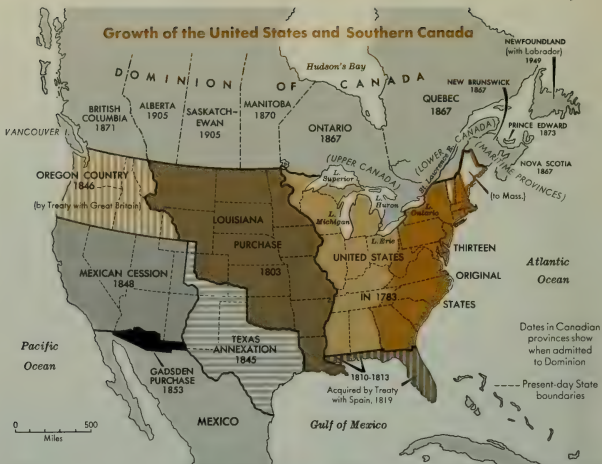 Growth of the United States and Southern Canada
NEWFOUNDLAND
(with Labrador)
1949
Hudson's Bay
DOMINION OF CANADA
NEW BRUNSWICK
1867
BRITISH
COLUMBIA
1871
ALBERTA
1905
SASKATCH-
EWAN
1905
MANITOBA
1870
ONTARIO
1867
QUEBEC
1867
PRINCE EDWARD
1873
VANCOUVER I.
NOVA SCOTIA
1867
(UPPER CANADA)
(LOWER CANADA)
(MARITIME PROVINCES)
St. Lawrence R.
OREGON COUNTRY
1846
(by Treaty with Great Britain)
L.
Superior
L.
Huron
L.
Michigan
L.
Ontario
L. Erie
(to Mass.)
LOUISIANA
PURCHASE
1803
UNITED STATES
IN 1783
THIRTEEN
ORIGINAL
STATES
Atlantic
Ocean
MEXICAN CESSION
1848
TEXAS
ANNEXATION
1845
Pacific
Ocean
GADSDEN
PURCHASE
1853
1810-1813
Acquired by Treaty
with Spain, 1819
Dates in Canadian
provinces show
when admitted
to Dominion
Present-day State
boundaries
MEXICO
Gulf of Mexico
0 500
Miles